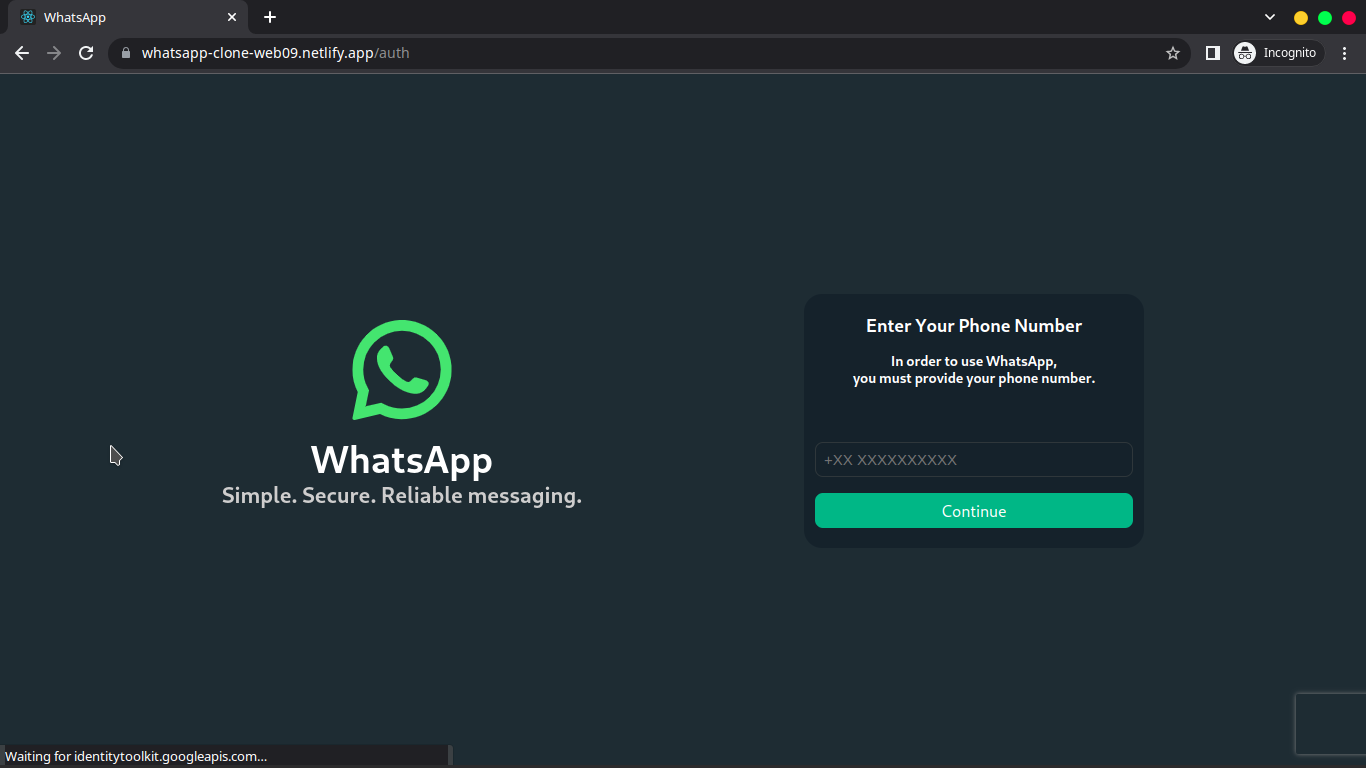 WhatsApp
whatsapp-clone-web09.netlify.app/auth
Incognito
WhatsApp
Simple. Secure. Reliable messaging.
Enter Your Phone Number
In order to use WhatsApp,
you must provide your phone number.
+XX XXXXXXXXXX
Continue
Waiting for identitytoolkit.googleapis.com...